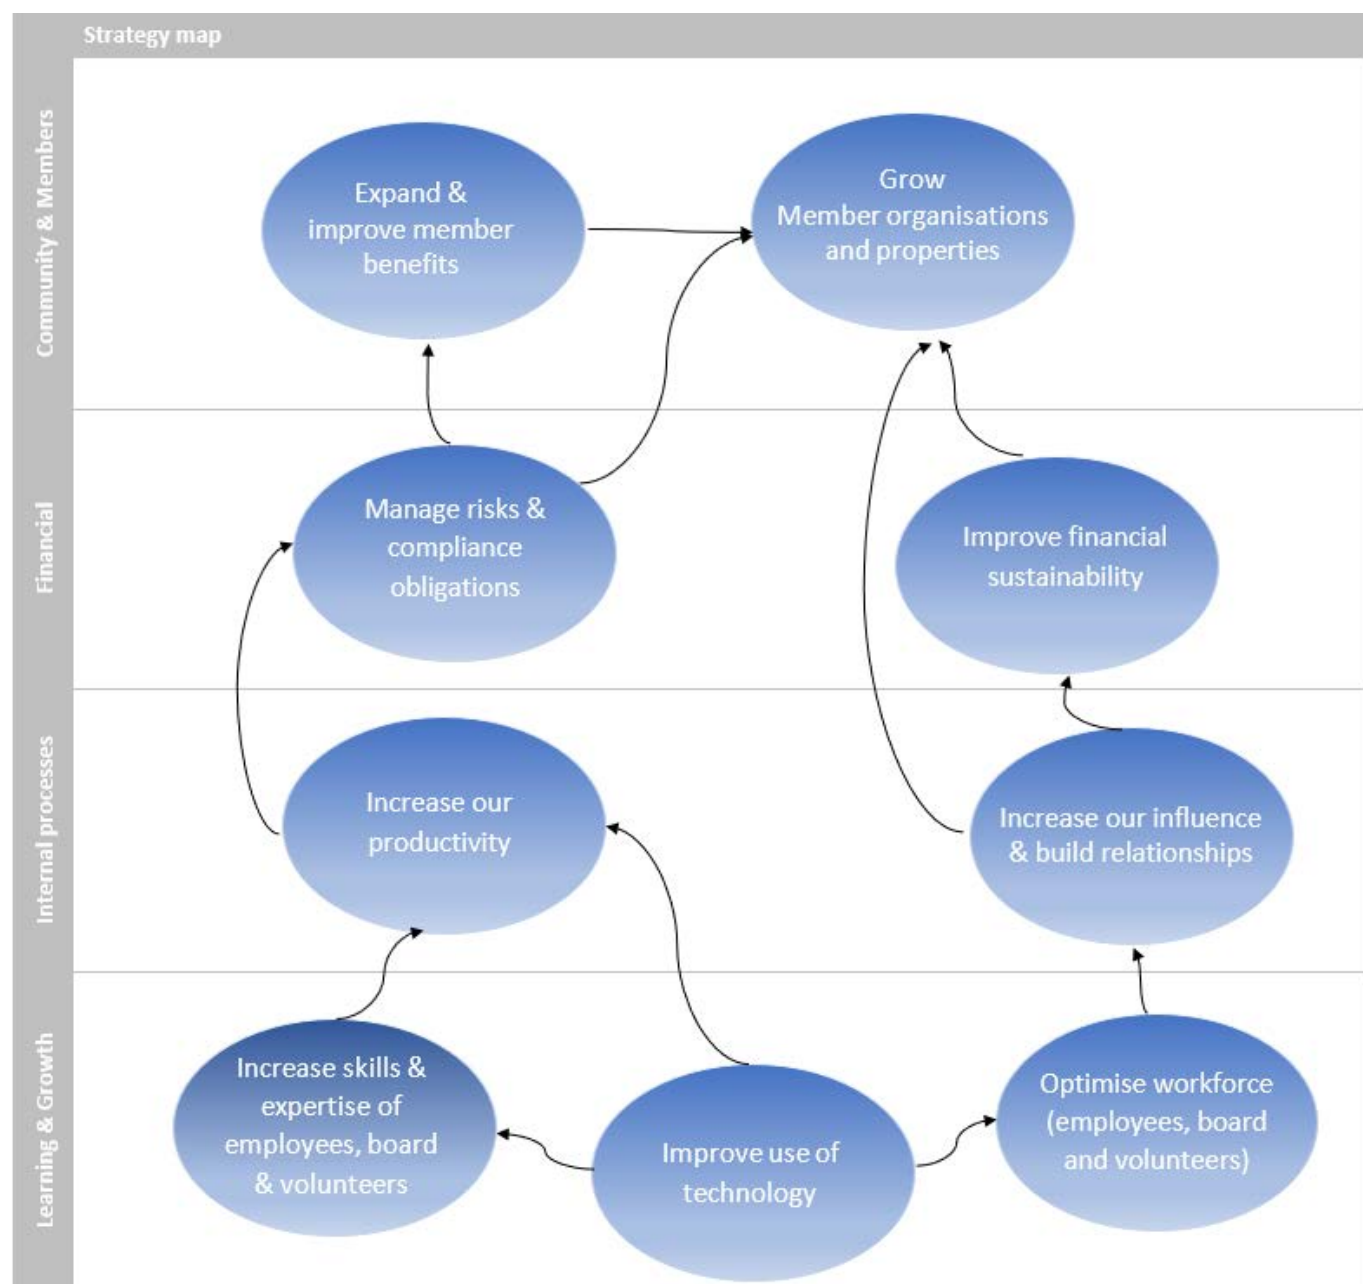 Strategy map
Community & Members
Expand &
improve member
benefits
Grow
Member organisations
and properties
Financial
Manage risks &
compliance
obligations
Improve financial
sustainability
Internal processes
Increase our
productivity
Increase our influence
& build relationships
Learning & Growth
Increase skills &
expertise of
employees, board
& volunteers
Improve use of
technology
Optimise workforce
(employees, board
and volunteers)